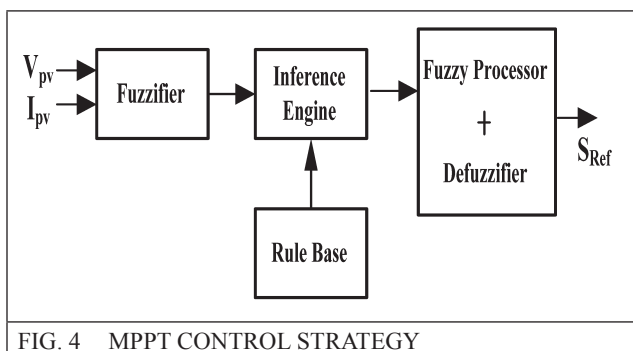 V_pv
I_pv
Fuzzifier
Inference
Engine
Rule Base
Fuzzy Processor
+
Defuzzifier
S_Ref
FIG. 4 MPPT CONTROL STRATEGY